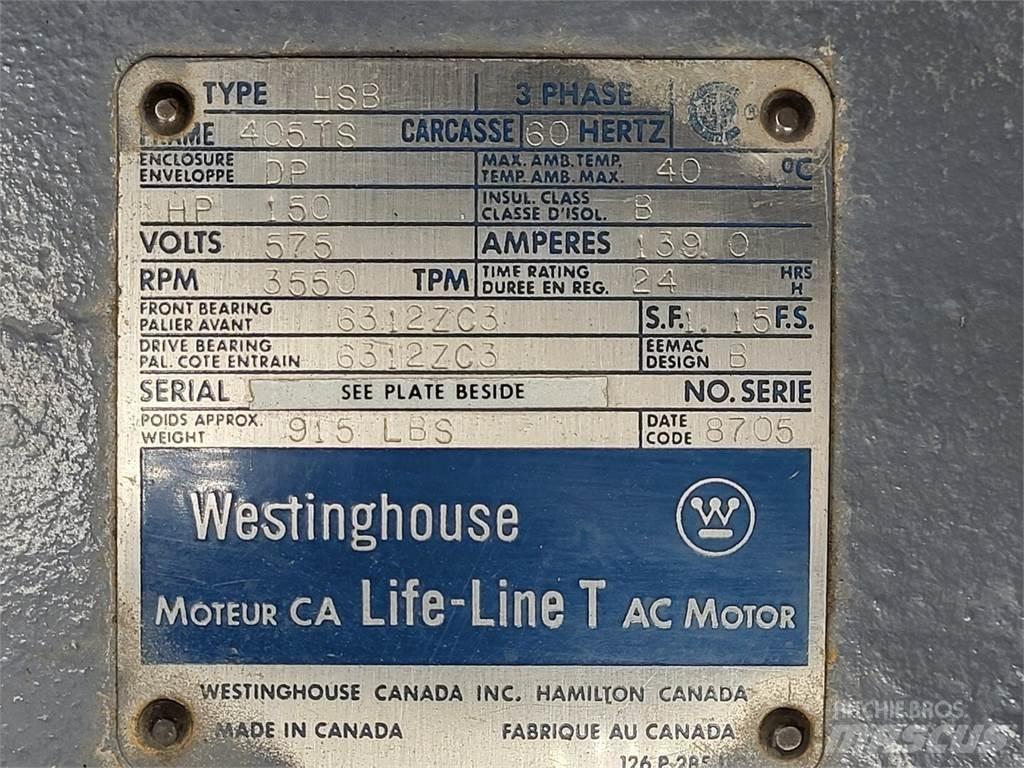 TYPE HSB 3 PHASE
FRAME 405TS CARCASSE 60 HERTZ
ENCLOSURE
ENVELOPPE DP
MAX. AMB. TEMP.
TEMP. AMB. MAX. 40 °C
HP 150
INSUL. CLASS
CLASSE D'ISOL. B
VOLTS 575 AMPERES 139.0
RPM 3550 TPM
TIME RATING
DUREE EN REG. 24 HRS
H
FRONT BEARING
PALIER AVANT 6312ZC3
S.F. 1.15 F.S.
DRIVE BEARING
PAL. COTE ENTRAIN 6312ZC3
EEMAC
DESIGN B
SERIAL SEE PLATE BESIDE NO. SERIE
POIDS APPROX.
WEIGHT 915 LBS
DATE
CODE 8705
Westinghouse W
MOTEUR CA Life-Line T AC MOTOR
WESTINGHOUSE CANADA INC. HAMILTON CANADA
MADE IN CANADA FABRIQUE AU CANADA
126 P 285
RITCHIE BROS.
mascus